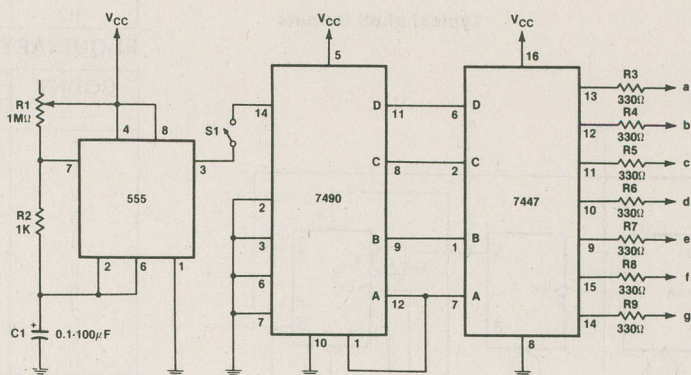 VCC
VCC
VCC
5
16
R1
1MΩ
4
8
7
555
3
S1
14
7490
D
11
6
D
7447
13
R3
330Ω
a
12
R4
330Ω
b
C
8
2
C
11
R5
330Ω
c
2
10
R6
330Ω
d
R2
1K
3
B
9
1
B
9
R7
330Ω
e
2
6
1
6
15
R8
330Ω
f
7
A
12
7
A
14
R9
330Ω
g
C1
+
0.1-100μF
10
1
8